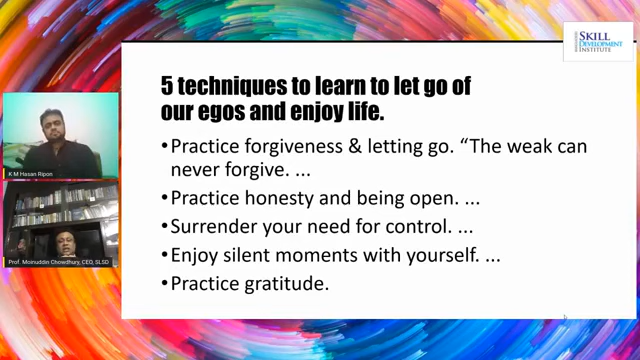 SKILL
DEVELOPMENT
INSTITUTE
5 techniques to learn to let go of
our egos and enjoy life.
•Practice forgiveness & letting go. “The weak can
never forgive. ...
•Practice honesty and being open. ...
•Surrender your need for control. ...
•Enjoy silent moments with yourself. ...
•Practice gratitude.
K M Hasan Ripon
Prof. Moinuddin Chowdhury, CEO, SLSD